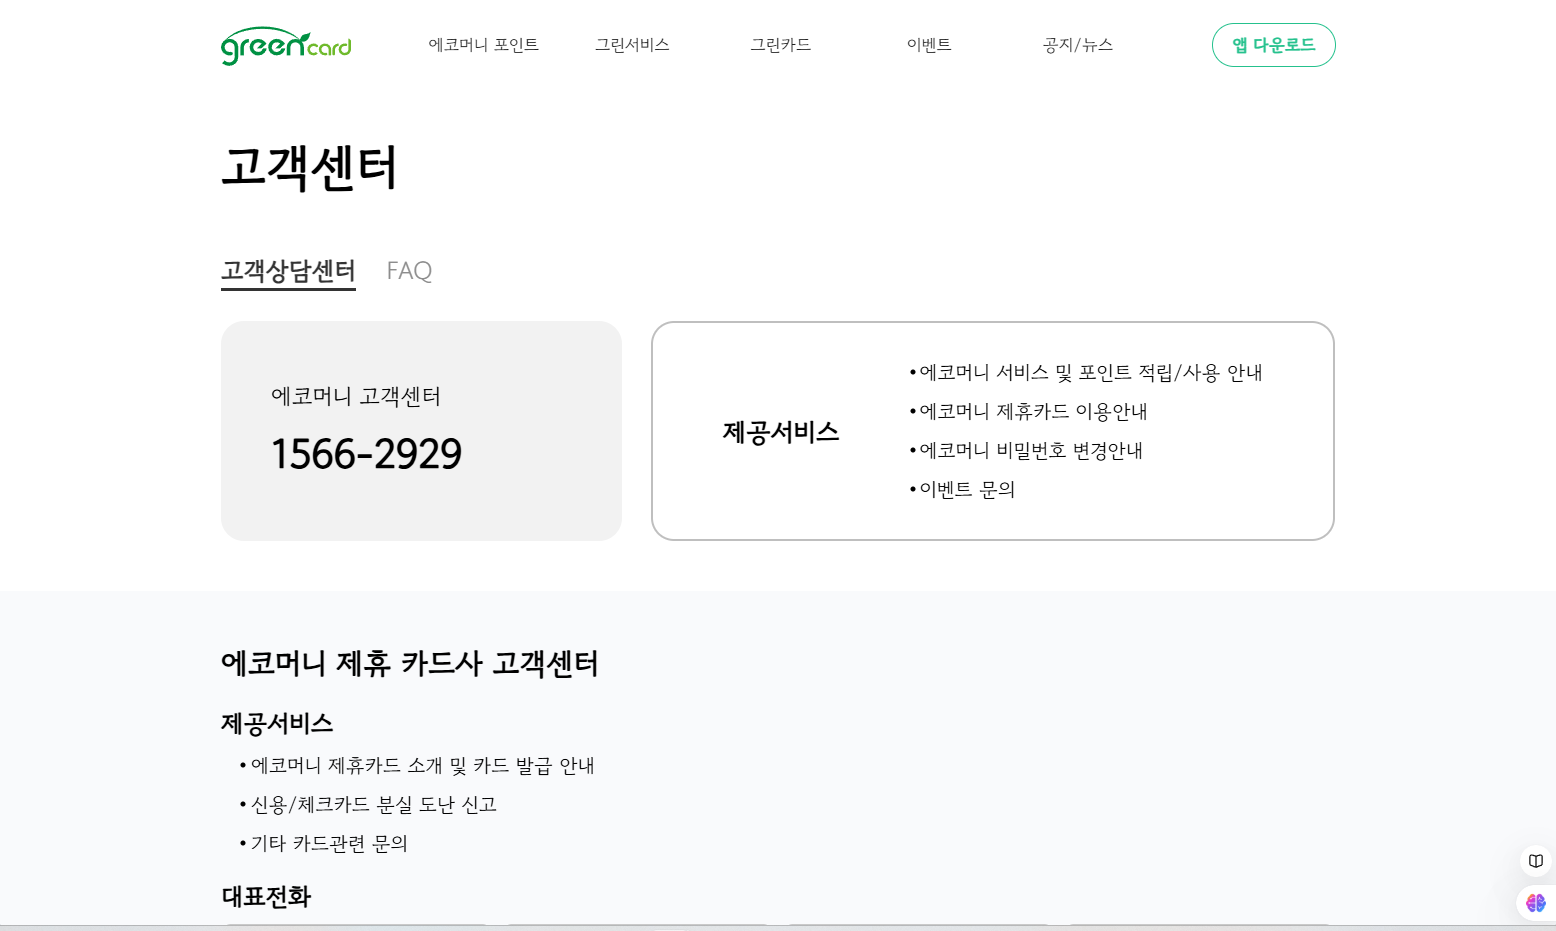 greencard
에코머니 포인트
그린서비스
그린카드
이벤트
공지/뉴스
앱 다운로드
고객센터
고객상담센터
FAQ
에코머니 고객센터
1566-2929
제공서비스
•에코머니 서비스 및 포인트 적립/사용 안내
•에코머니 제휴카드 이용안내
•에코머니 비밀번호 변경안내
•이벤트 문의
에코머니 제휴 카드사 고객센터
제공서비스
•에코머니 제휴카드 소개 및 카드 발급 안내
•신용/체크카드 분실 도난 신고
•기타 카드관련 문의
대표전화